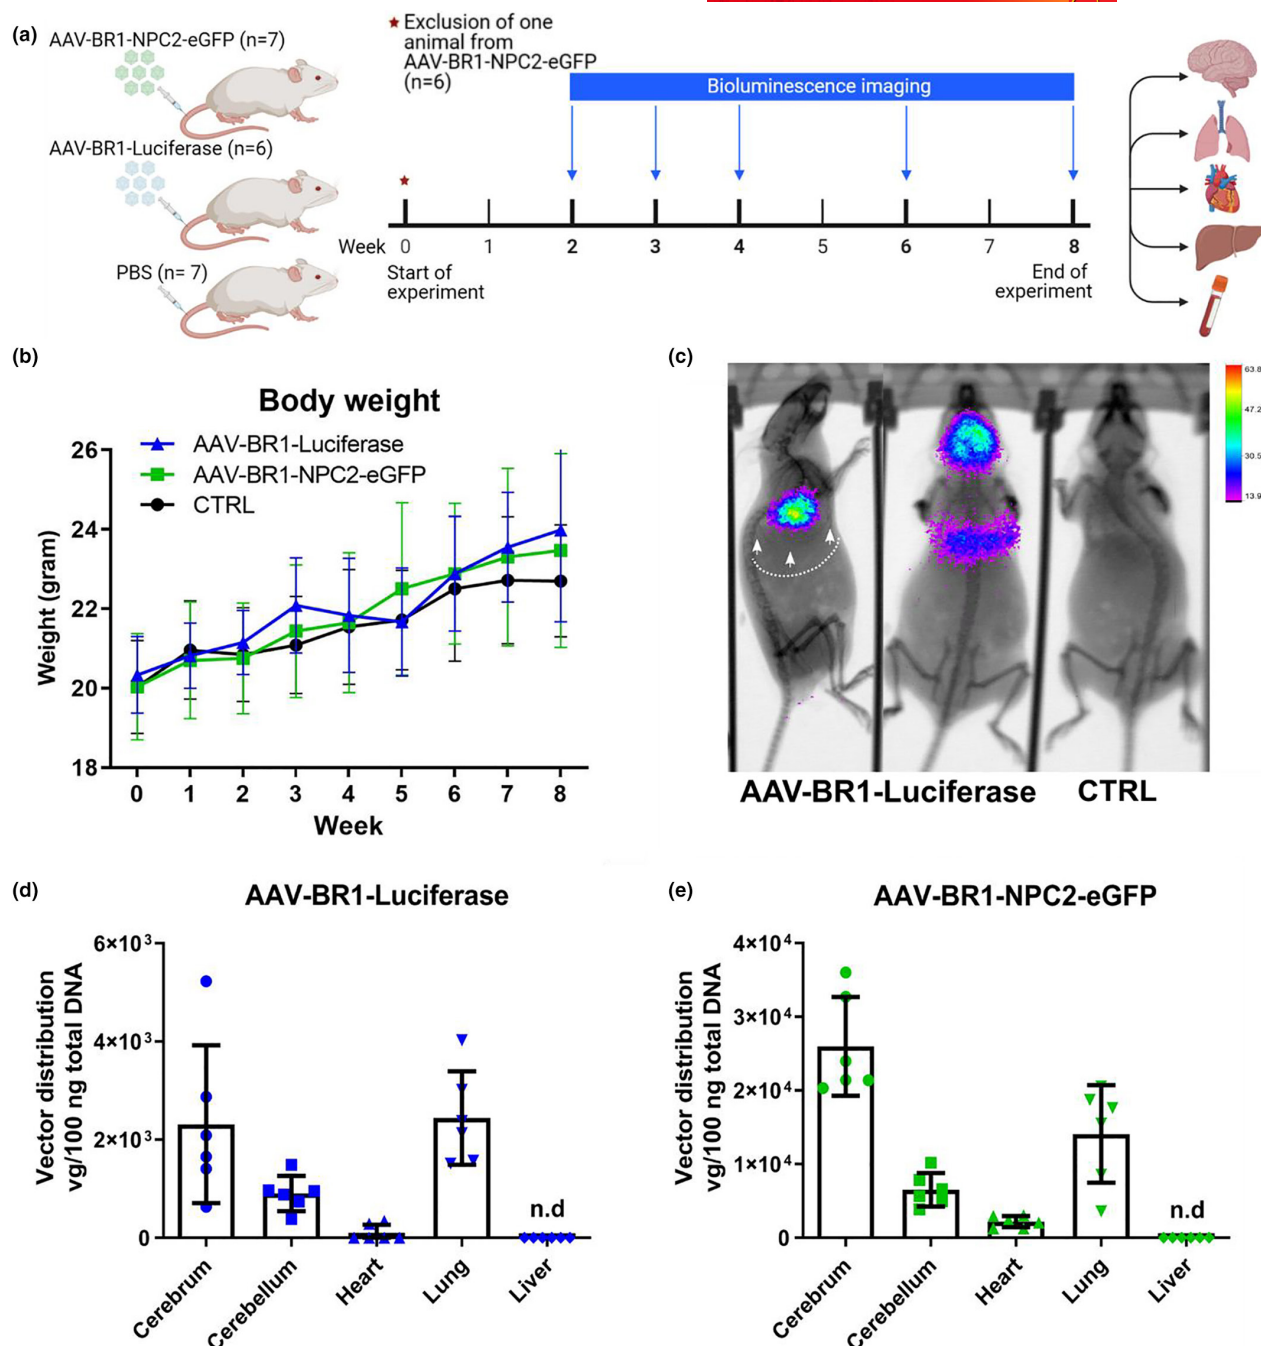 (a)
AAV-BR1-NPC2-eGFP (n=7)
AAV-BR1-Luciferase (n=6)
PBS (n= 7)
Exclusion of one
animal from
AAV-BR1-NPC2-eGFP
(n=6)
Bioluminescence imaging
Week 0 1 2 3 4 5 6 7 8
Start of
experiment
End of
experiment
(b)
Body weight
AAV-BR1-Luciferase
AAV-BR1-NPC2-eGFP
CTRL
Weight (gram)
26
24
22
20
18
0 1 2 3 4 5 6 7 8
Week
(c)
63.8
47.2
30.5
13.9
AAV-BR1-Luciferase CTRL
(d)
AAV-BR1-Luciferase
Vector distribution
vg/100 ng total DNA
6×10³
4×10³
2×10³
0
n.d
Cerebrum Cerebellum Heart Lung Liver
(e)
AAV-BR1-NPC2-eGFP
Vector distribution
vg/100 ng total DNA
4×10⁴
3×10⁴
2×10⁴
1×10⁴
0
n.d
Cerebrum Cerebellum Heart Lung Liver